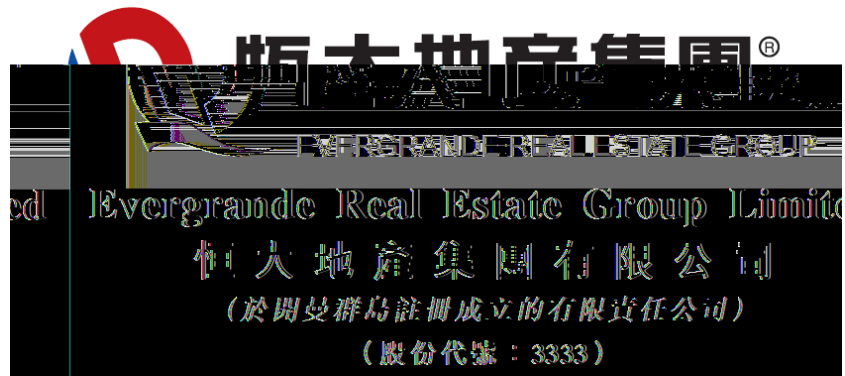 恒大地产集團®
EVERGRANDE REAL ESTATE GROUP
Evergrande Real Estate Group Limited
恒大地產集團有限公司
(於開曼群島註冊成立的有限責任公司)
(股份代號：3333)